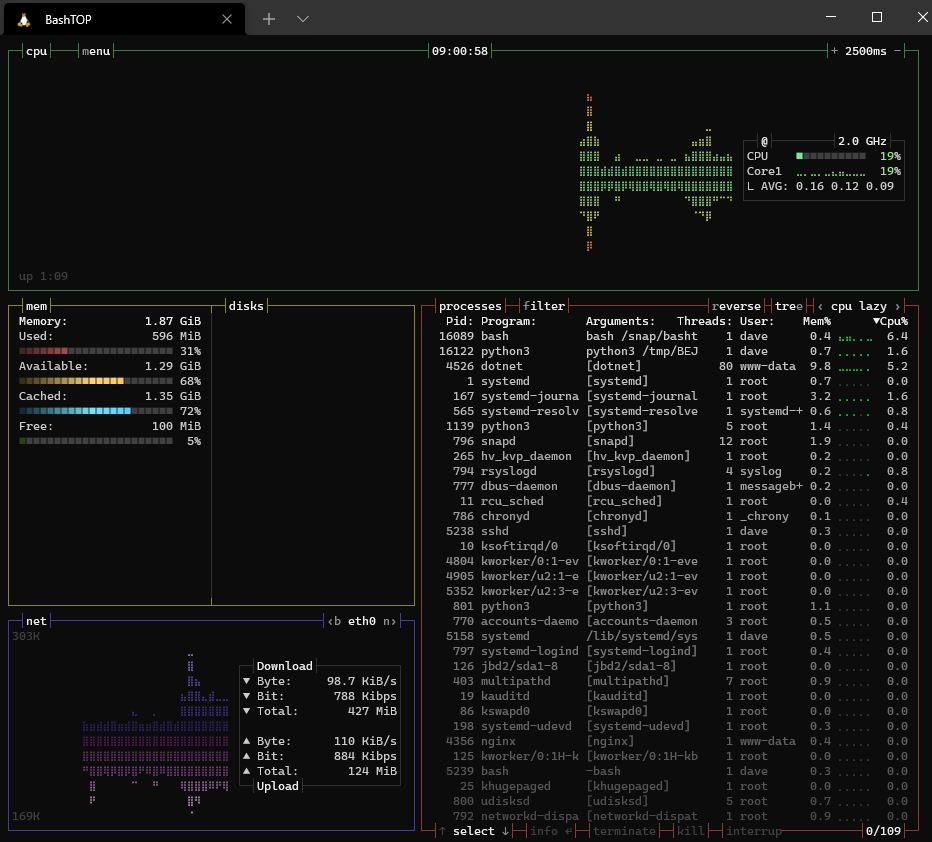 BashTOP
cpu menu 09:00:58 + 2500ms -
@ 2.0 GHz
CPU 19%
Core1 19%
L AVG: 0.16 0.12 0.09
up 1:09
mem disks
Memory: 1.87 GiB
Used: 596 MiB
31%
Available: 1.29 GiB
68%
Cached: 1.35 GiB
72%
Free: 100 MiB
5%
net <b eth0 n>
303K
Download
▼ Byte: 98.7 KiB/s
▼ Bit: 788 Kibps
▼ Total: 427 MiB
▲ Byte: 110 KiB/s
▲ Bit: 884 Kibps
▲ Total: 124 MiB
Upload
169K
processes filter reverse tree ‹ cpu lazy ›
Pid: Program: Arguments: Threads: User: Mem% ▼Cpu%
16089 bash bash /snap/basht 1 dave 0.4 6.4
16122 python3 python3 /tmp/BEJ 1 dave 0.7 1.6
4526 dotnet [dotnet] 80 www-data 9.8 5.2
1 systemd [systemd] 1 root 0.7 0.0
167 systemd-journa [systemd-journal 1 root 3.2 1.6
565 systemd-resolv [systemd-resolve 1 systemd-+ 0.6 0.8
1139 python3 [python3] 5 root 1.4 0.4
796 snapd [snapd] 12 root 1.9 0.0
265 hv_kvp_daemon [hv_kvp_daemon] 1 root 0.2 0.0
794 rsyslogd [rsyslogd] 4 syslog 0.2 0.8
777 dbus-daemon [dbus-daemon] 1 messageb+ 0.2 0.0
11 rcu_sched [rcu_sched] 1 root 0.0 0.4
786 chronyd [chronyd] 1 _chrony 0.1 0.0
5238 sshd [sshd] 1 dave 0.3 0.0
10 ksoftirqd/0 [ksoftirqd/0] 1 root 0.0 0.0
4804 kworker/0:1-ev [kworker/0:1-eve 1 root 0.0 0.0
4905 kworker/u2:1-e [kworker/u2:1-ev 1 root 0.0 0.0
5352 kworker/u2:3-e [kworker/u2:3-ev 1 root 0.0 0.0
801 python3 [python3] 1 root 1.1 0.0
770 accounts-daemo [accounts-daemon 3 root 0.5 0.0
5158 systemd /lib/systemd/sys 1 dave 0.5 0.0
797 systemd-logind [systemd-logind] 1 root 0.4 0.0
126 jbd2/sda1-8 [jbd2/sda1-8] 1 root 0.0 0.0
403 multipathd [multipathd] 7 root 0.9 0.0
19 kauditd [kauditd] 1 root 0.0 0.0
86 kswapd0 [kswapd0] 1 root 0.0 0.0
198 systemd-udevd [systemd-udevd] 1 root 0.3 0.0
4356 nginx [nginx] 1 www-data 0.4 0.0
125 kworker/0:1H-k [kworker/0:1H-kb 1 root 0.0 0.0
5239 bash -bash 1 dave 0.3 0.0
25 khugepaged [khugepaged] 1 root 0.0 0.0
800 udisksd [udisksd] 5 root 0.7 0.0
792 networkd-dispa [networkd-dispat 1 root 0.9 0.0
↑ select ↓ info ↵ terminate kill interrup 0/109